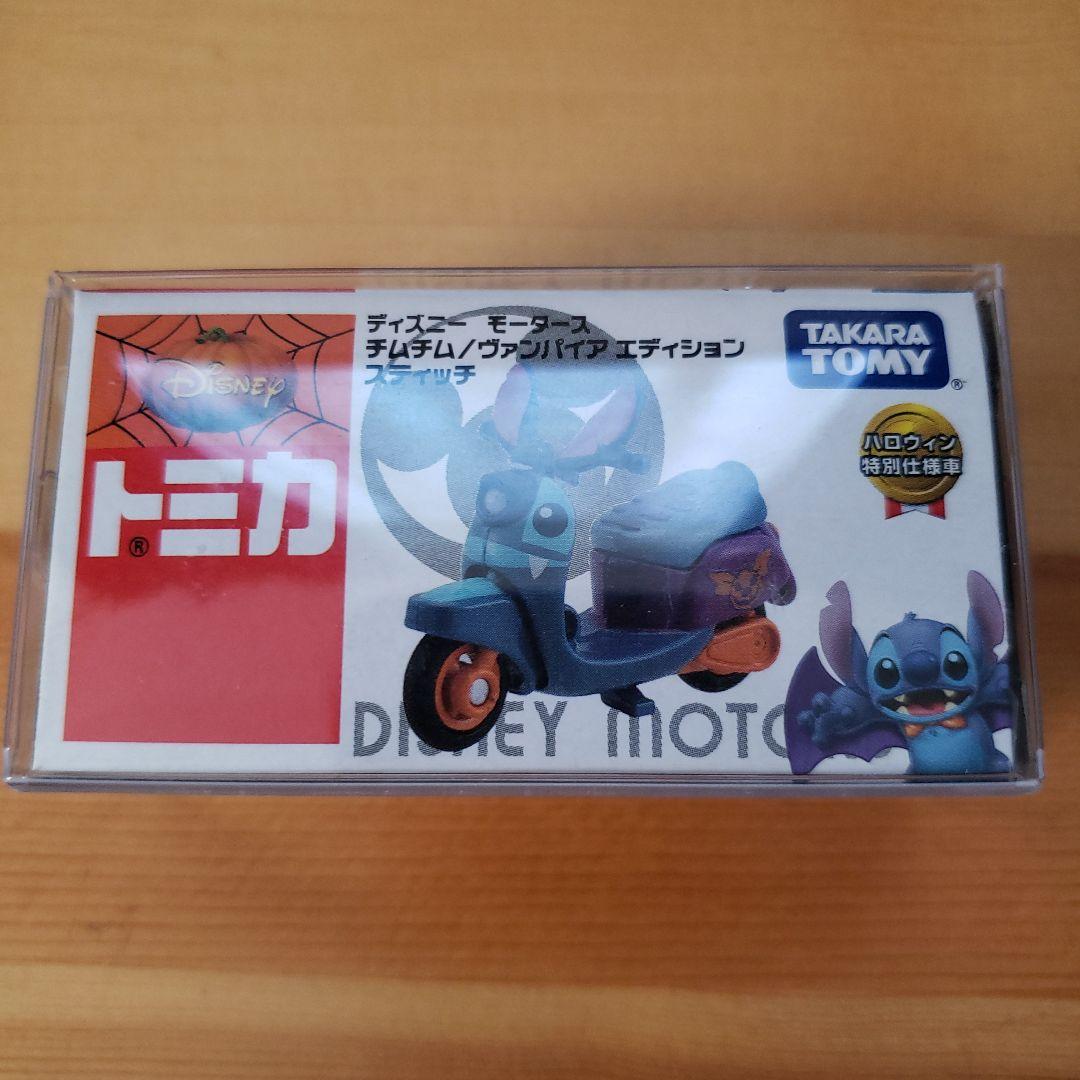 DISNEY
トミカ®
ディズニー モータース
チムチム/ヴァンパイア エディション
スティッチ
TAKARA
TOMY®
ハロウィン
特別仕様車
DISNEY MOTO